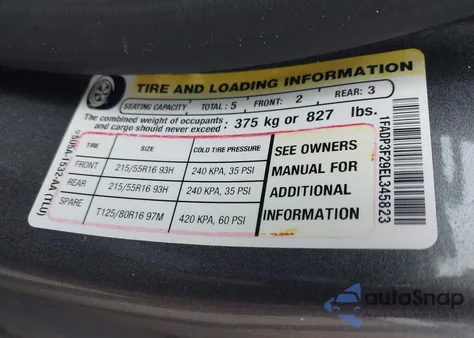 TIRE AND LOADING INFORMATION
SEATING CAPACITY TOTAL: 5 FRONT: 2 REAR: 3
The combined weight of occupants and cargo should never exceed: 375 kg or 827 lbs.
TIRE SIZE COLD TIRE PRESSURE
FRONT 215/55R16 93H 240 KPA, 35 PSI
REAR 215/55R16 93H 240 KPA, 35 PSI
SPARE T125/80R16 97M 420 KPA, 60 PSI
SEE OWNERS
MANUAL FOR
ADDITIONAL
INFORMATION
1FADP3F29EL345823
autoSnap